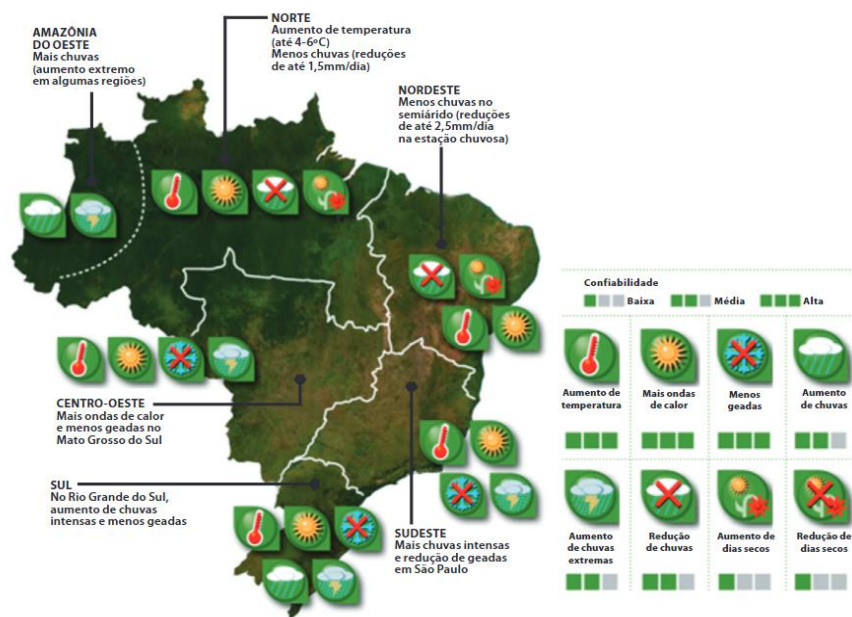 AMAZÔNIA
DO OESTE
Mais chuvas
(aumento extremo
em algumas regiões)
NORTE
Aumento de temperatura
(até 4-6ºC)
Menos chuvas (reduções
de até 1,5mm/dia)
NORDESTE
Menos chuvas no
semiárido (reduções
de até 2,5mm/dia
na estação chuvosa)
CENTRO-OESTE
Mais ondas de calor
e menos geadas no
Mato Grosso do Sul
SUL
No Rio Grande do Sul,
aumento de chuvas
intensas e menos geadas
SUDESTE
Mais chuvas intensas
e redução de geadas
em São Paulo
Confiabilidade
Baixa
Média
Alta
Aumento de
temperatura
Mais ondas
de calor
Menos
geadas
Aumento
de chuvas
Aumento
de chuvas
extremas
Redução
de chuvas
Aumento de
dias secos
Redução de
dias secos